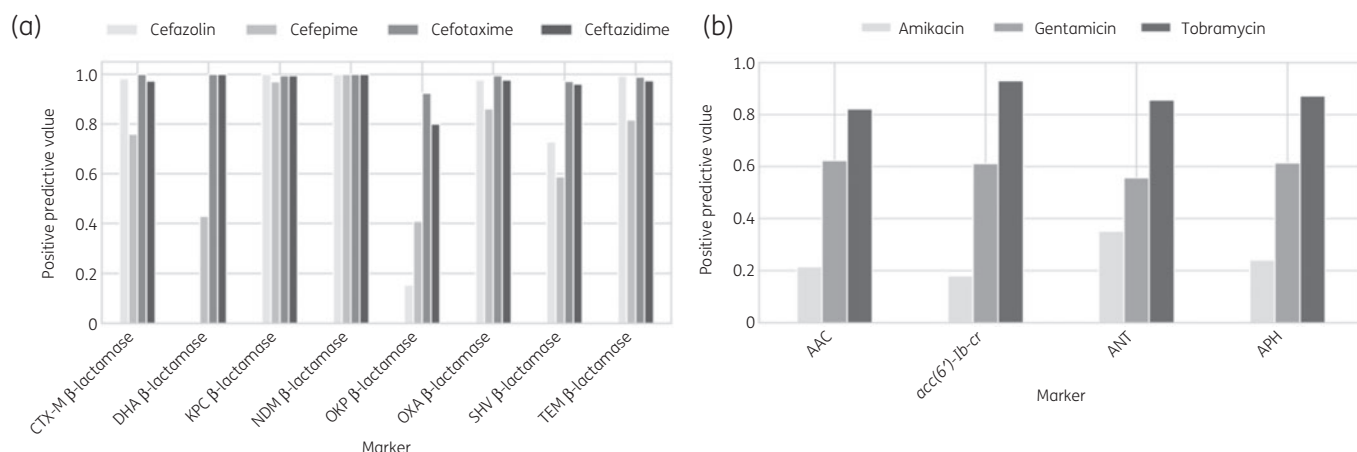 (a)
Cefazolin Cefepime Cefotaxime Ceftazidime
Positive predictive value
1.0
0.8
0.6
0.4
0.2
0
CTX-M β-lactamase
DHA β-lactamase
KPC β-lactamase
NDM β-lactamase
OKP β-lactamase
OXA β-lactamase
SHV β-lactamase
TEM β-lactamase
Marker
(b)
Amikacin Gentamicin Tobramycin
Positive predictive value
1.0
0.8
0.6
0.4
0.2
0
AAC
acc(6′)-Ib-cr
ANT
APH
Marker